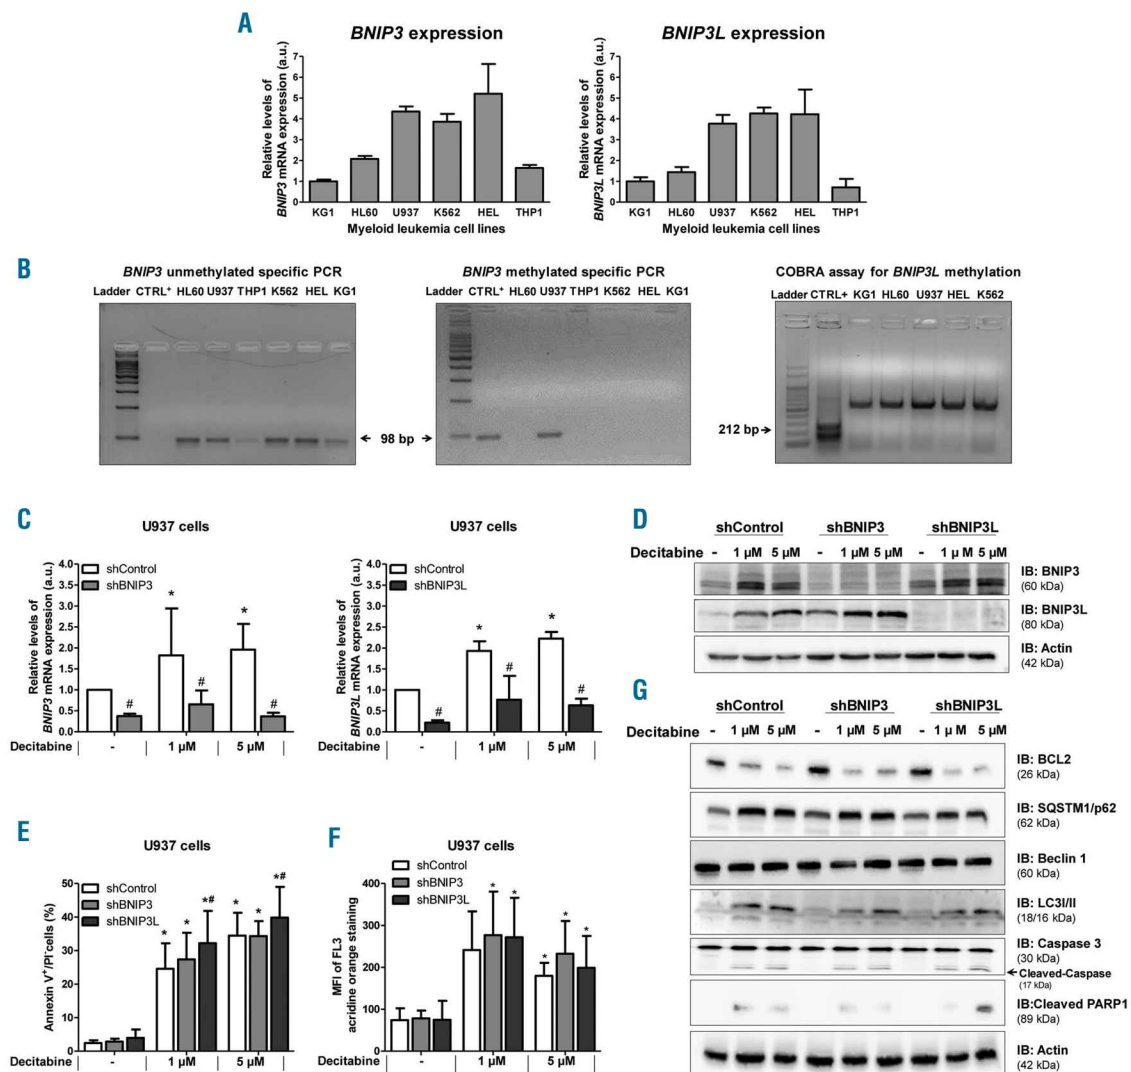 A
BNIP3 expression
Relative levels of
BNIP3 mRNA expression (a.u.)
7
6
5
4
3
2
1
0
KG1 HL60 U937 K562 HEL THP1
Myeloid leukemia cell lines
BNIP3L expression
Relative levels of
BNIP3L mRNA expression (a.u.)
7
6
5
4
3
2
1
0
KG1 HL60 U937 K562 HEL THP1
Myeloid leukemia cell lines
B
BNIP3 unmethylated specific PCR
Ladder CTRL+ HL60 U937 THP1 K562 HEL KG1
BNIP3 methylated specific PCR
Ladder CTRL+ HL60 U937 THP1 K562 HEL KG1
← 98 bp →
COBRA assay for BNIP3L methylation
Ladder CTRL+ KG1 HL60 U937 HEL K562
212 bp→
C
U937 cells
Relative levels of
BNIP3 mRNA expression (a.u.)
4.0
3.5
3.0
2.5
2.0
1.5
1.0
0.5
0.0
shControl
shBNIP3
* *
# # #
Decitabine - 1 µM 5 µM
U937 cells
Relative levels of
BNIP3L mRNA expression (a.u.)
4.0
3.5
3.0
2.5
2.0
1.5
1.0
0.5
0.0
shControl
shBNIP3L
* *
# # #
Decitabine - 1 µM 5 µM
D
shControl shBNIP3 shBNIP3L
Decitabine - 1 µM 5 µM - 1 µM 5 µM - 1 µ M 5 µM
IB: BNIP3
(60 kDa)
IB: BNIP3L
(80 kDa)
IB: Actin
(42 kDa)
E
U937 cells
Annexin V+/PI-cells (%)
50
40
30
20
10
0
shControl
shBNIP3
shBNIP3L
* * *# * * *#
Decitabine - 1 µM 5 µM
F
U937 cells
MFI of FL3
acridine orange staining
400
300
200
100
0
shControl
shBNIP3
shBNIP3L
* * * * *
Decitabine - 1 µM 5 µM
G
shControl shBNIP3 shBNIP3L
Decitabine - 1 µM 5 µM - 1 µM 5 µM - 1 µM 5 µM
IB: BCL2
(26 kDa)
IB: SQSTM1/p62
(62 kDa)
IB: Beclin 1
(60 kDa)
IB: LC3I/II
(18/16 kDa)
IB: Caspase 3
(30 kDa)
←Cleaved-Caspase
(17 kDa)
IB:Cleaved PARP1
(89 kDa)
IB: Actin
(42 kDa)